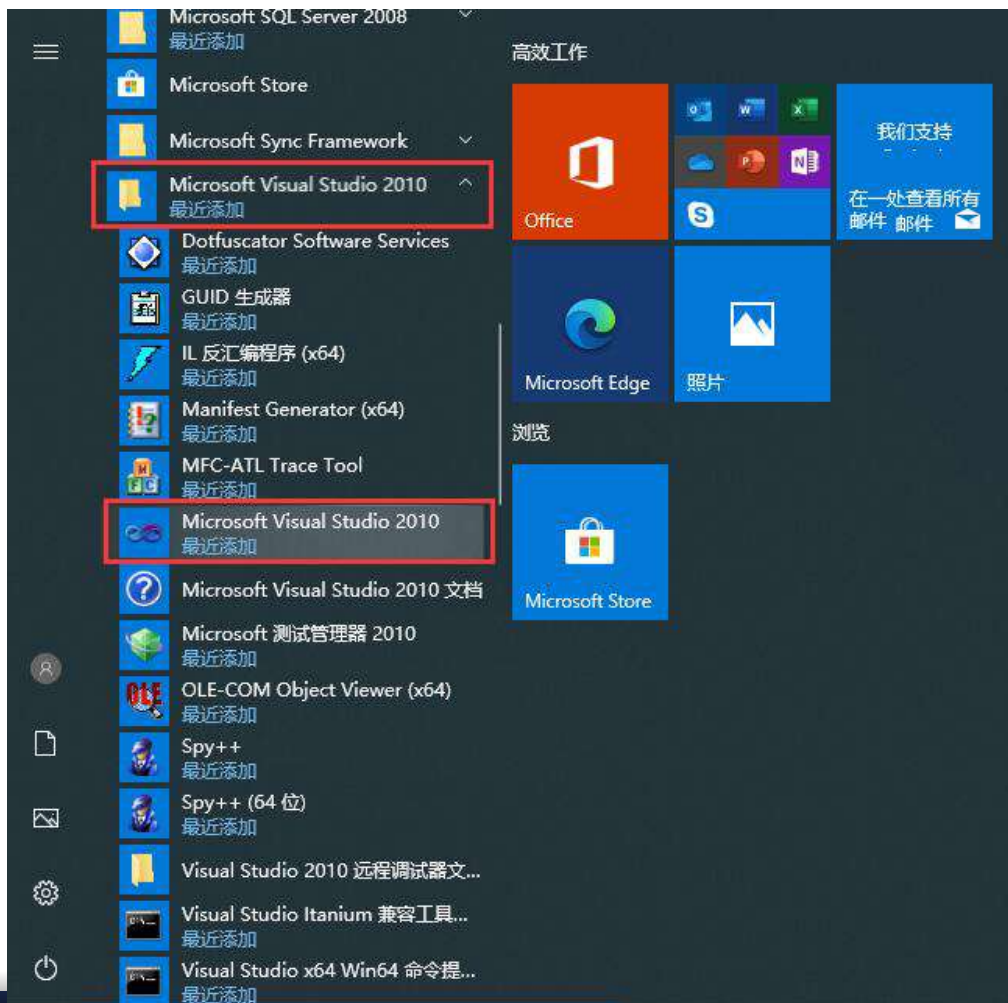 Microsoft SQL Server 2008
最近添加
Microsoft Store
Microsoft Sync Framework
Microsoft Visual Studio 2010
最近添加
Dotfuscator Software Services
最近添加
GUID 生成器
最近添加
IL 反汇编程序 (x64)
最近添加
Manifest Generator (x64)
最近添加
MFC-ATL Trace Tool
最近添加
Microsoft Visual Studio 2010
最近添加
Microsoft Visual Studio 2010 文档
Microsoft 测试管理器 2010
最近添加
OLE-COM Object Viewer (x64)
最近添加
Spy++
最近添加
Spy++ (64 位)
最近添加
Visual Studio 2010 远程调试器文...
Visual Studio Itanium 兼容工具...
最近添加
Visual Studio x64 Win64 命令提...
最近添加
高效工作
Office
我们支持
在一处查看所有
邮件 邮件
Microsoft Edge
照片
浏览
Microsoft Store